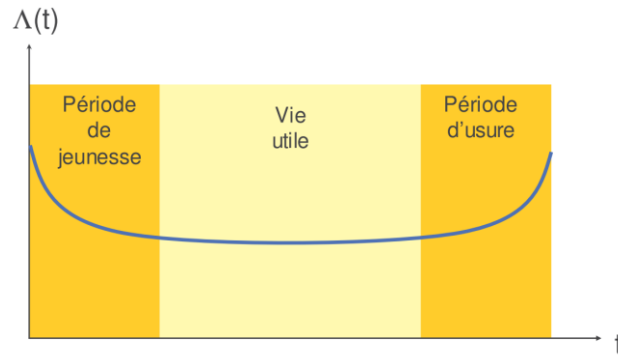 Λ(t)
Période
de
jeunesse
Vie
utile
Période
d'usure
t